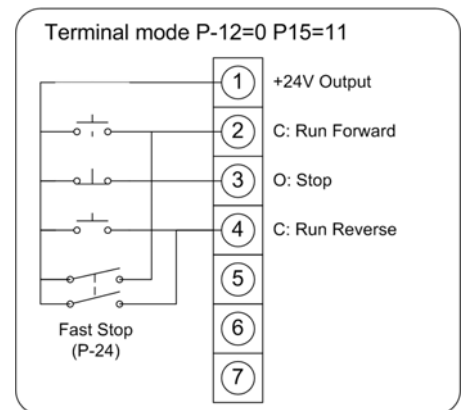 Terminal mode P-12=0 P15=11
1 +24V Output
2 C: Run Forward
3 O: Stop
4 C: Run Reverse
5
6
7
Fast Stop
(P-24)